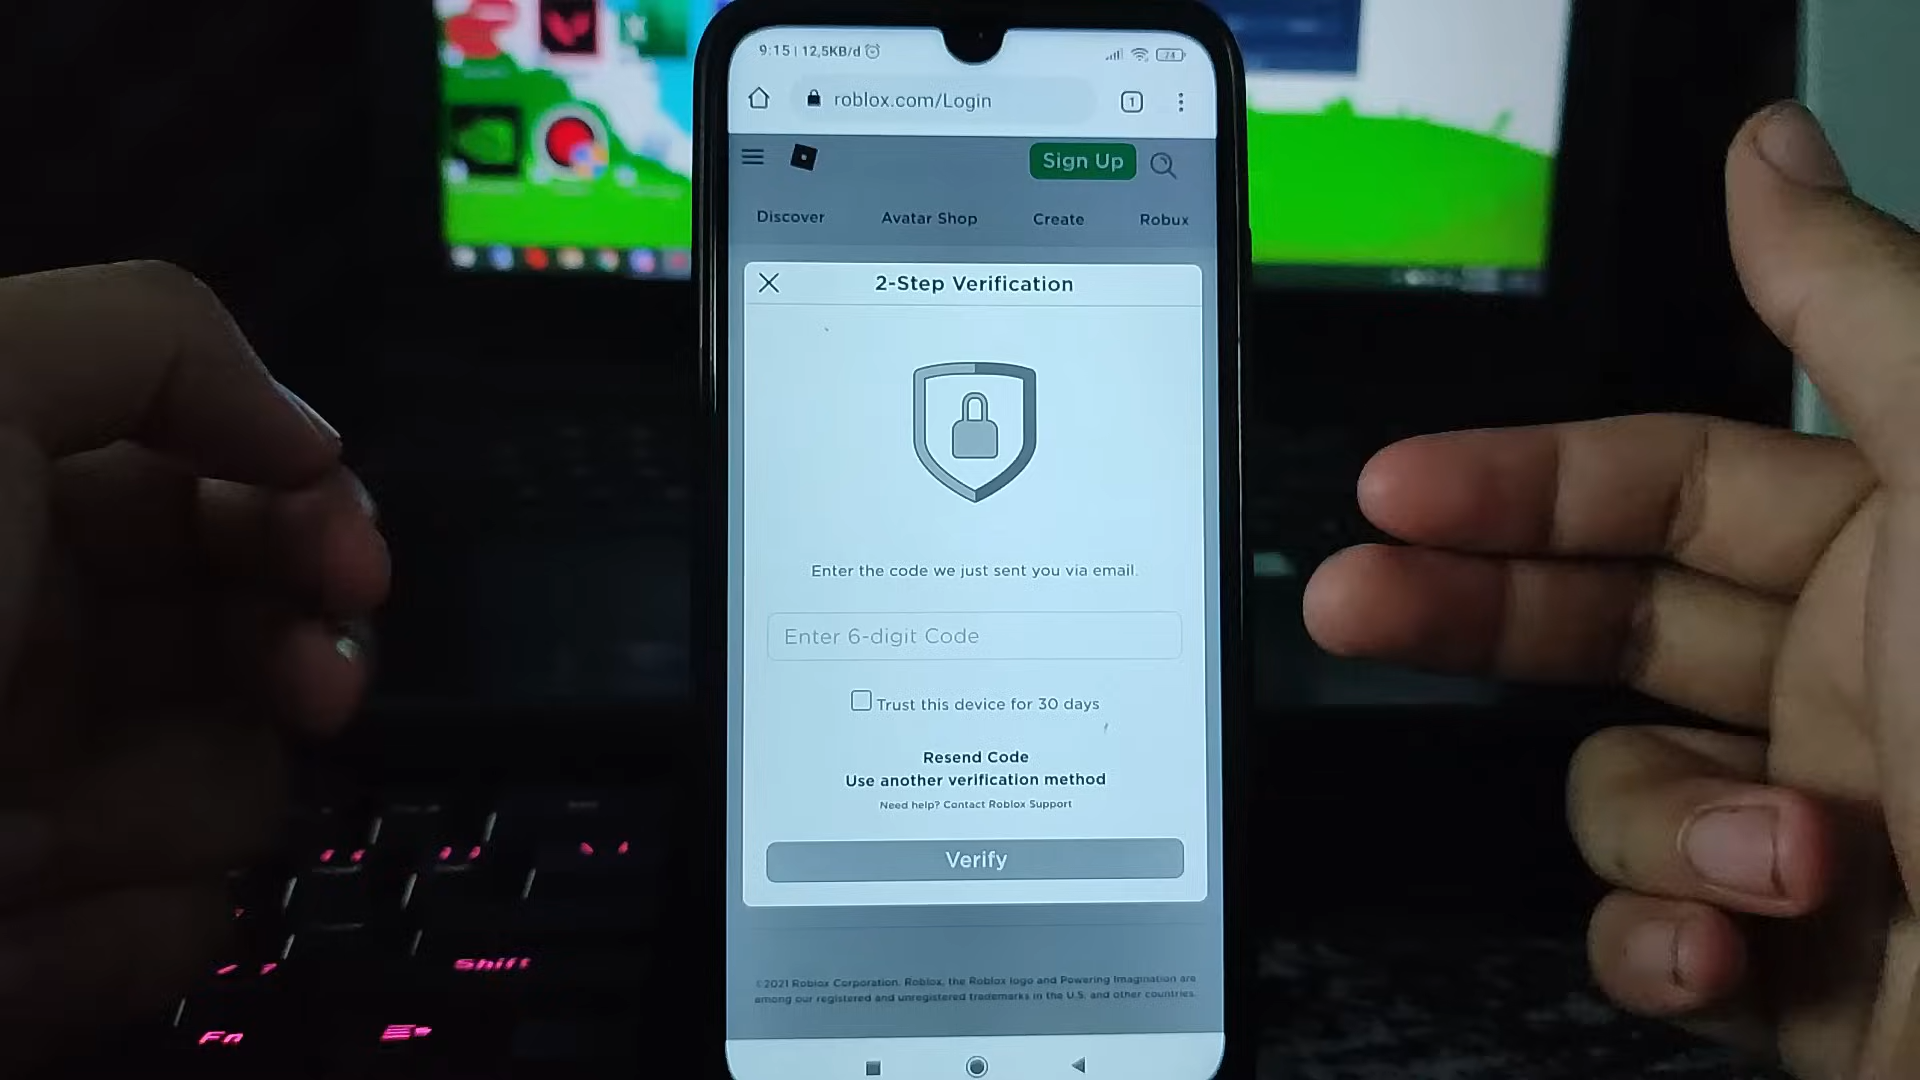 9:15 | 12,5KB/d
24
roblox.com/Login
1
Sign Up
Discover
Avatar Shop
Create
Robux
2-Step Verification
Enter the code we just sent you via email.
Enter 6-digit Code
Trust this device for 30 days
Resend Code
Use another verification method
Need help? Contact Roblox Support
Verify
©2021 Roblox Corporation. Roblox, the Roblox logo and Powering Imagination are
among our registered and unregistered trademarks in the U.S. and other countries.
Shift
Fn